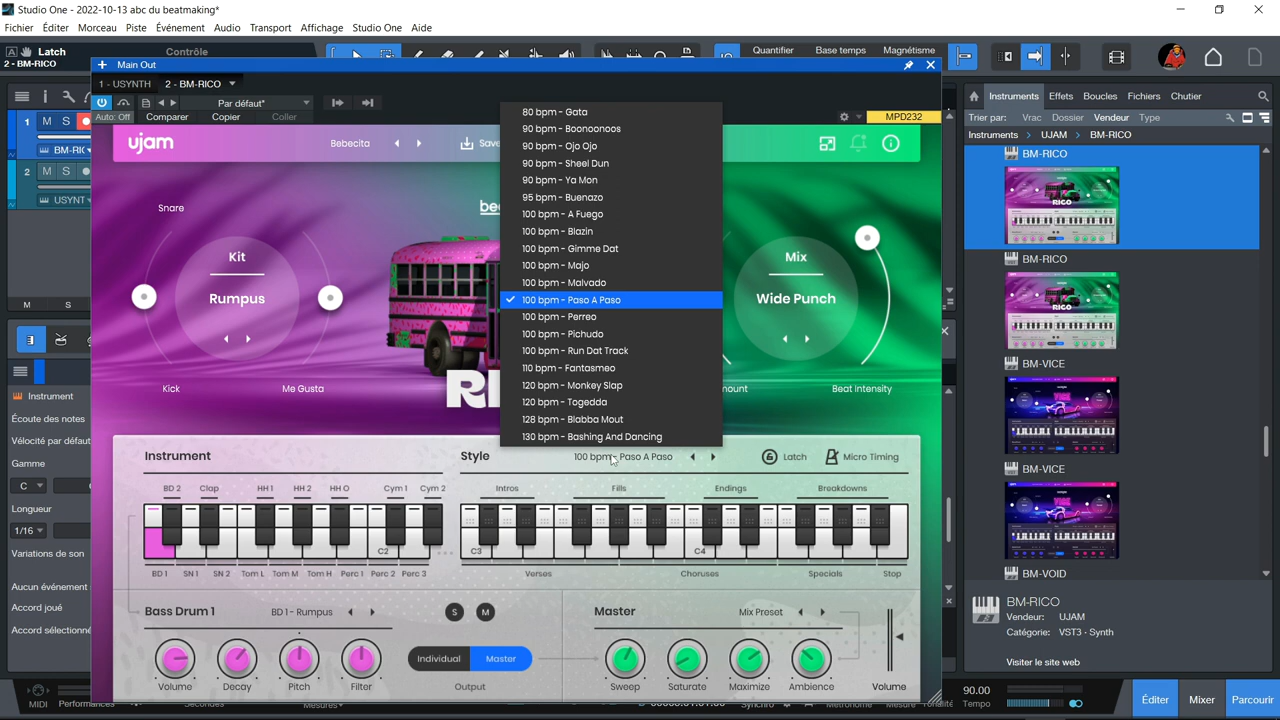 Studio One - 2022-10-13 abc du beatmaking*
Fichier Éditer Morceau Piste Événement Audio Transport Affichage Studio One Aide
A Latch Contrôle
2 - BM-RICO
Quantifier Base temps Magnétisme
Main Out
1 - USYNTH 2 - BM-RICO
Par défaut*
Auto: Off Comparer Copier Coller
MPD232
1 M S
BM-RI
2 M S
USYNT
M S
Instruments Effets Boucles Fichiers Chutier
Trier par: Vrac Dossier Vendeur Type
Instruments > UJAM > BM-RICO
BM-RICO
BM-RICO
BM-VICE
BM-VICE
BM-VOID
BM-RICO
Vendeur: UJAM
Catégorie: VST3 · Synth
Visiter le site web
ujam
Bebecita
Save
Snare
Kit
Rumpus
Kick
Me Gusta
RI
Mix
Wide Punch
mount
Beat Intensity
80 bpm - Gata
90 bpm - Boonoonoos
90 bpm - Ojo Ojo
90 bpm - Sheel Dun
90 bpm - Ya Mon
95 bpm - Buenazo
100 bpm - A Fuego
100 bpm - Blazin
100 bpm - Gimme Dat
100 bpm - Majo
100 bpm - Malvado
100 bpm - Paso A Paso
100 bpm - Perreo
100 bpm - Pichudo
100 bpm - Run Dat Track
110 bpm - Fantasmeo
120 bpm - Monkey Slap
120 bpm - Togedda
128 bpm - Blabba Mout
130 bpm - Bashing And Dancing
Instrument
Style
100 bpm - Paso A Paso
Latch
Micro Timing
BD 2 Clap HH 1 HH 2 HH O Cym 1 Cym 2
Intros Fills Endings Breakdowns
C2 C3 C4
BD 1 SN 1 SN 2 Tom L Tom M Tom H Perc 1 Perc 2 Perc 3
Verses Choruses Specials Stop
Bass Drum 1
BD 1 - Rumpus
S M
Master
Mix Preset
Individual Master
Volume Decay Pitch Filter Output
Sweep Saturate Maximize Ambience Volume
Instrument
Écoute des notes
Vélocité par défaut
Gamme
C
Longueur
1/16
Variations de son
Aucun événement
Accord joué
Accord sélectionné
MIDI Performances
Secondes
Mesures
Synchro Métronome Mesure
90.00
Tempo
Éditer Mixer Parcourir